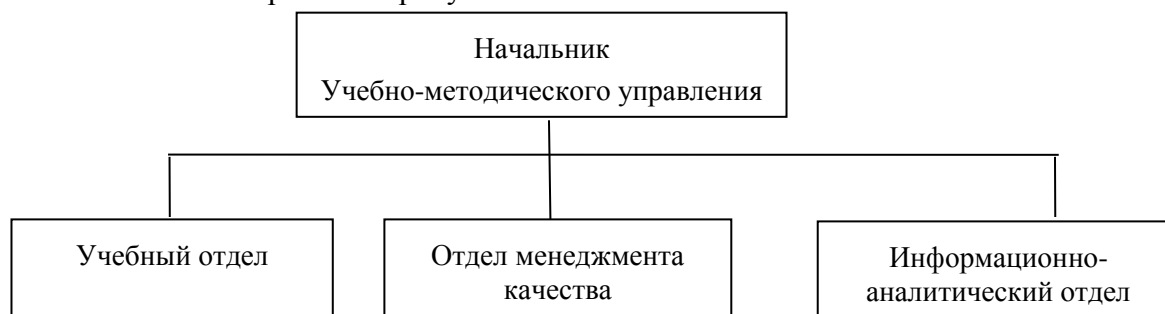 Начальник
Учебно-методического управления
Учебный отдел
Отдел менеджмента
качества
Информационно-
аналитический отдел